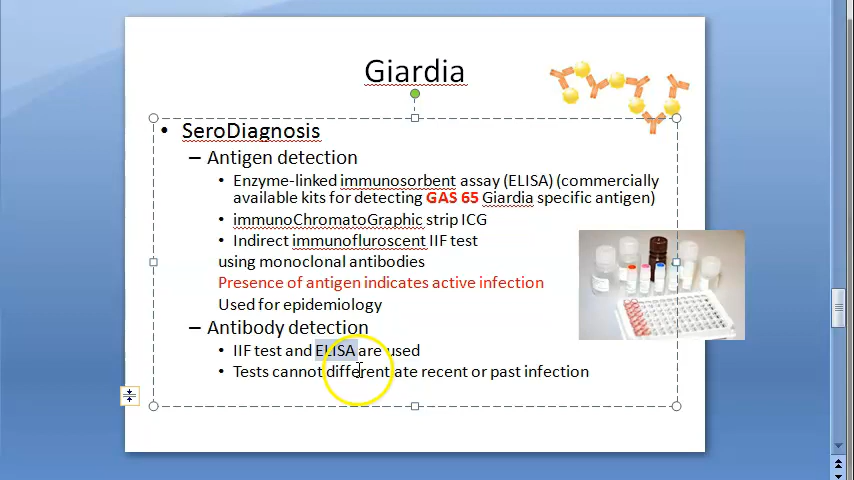 Giardia
• SeroDiagnosis
– Antigen detection
• Enzyme-linked immunosorbent assay (ELISA) (commercially
available kits for detecting GAS 65 Giardia specific antigen)
• immunoChromatoGraphic strip ICG
• Indirect immunofluroscent IIF test
using monoclonal antibodies
Presence of antigen indicates active infection
Used for epidemiology
– Antibody detection
• IIF test and ELISA are used
• Tests cannot differentiate recent or past infection